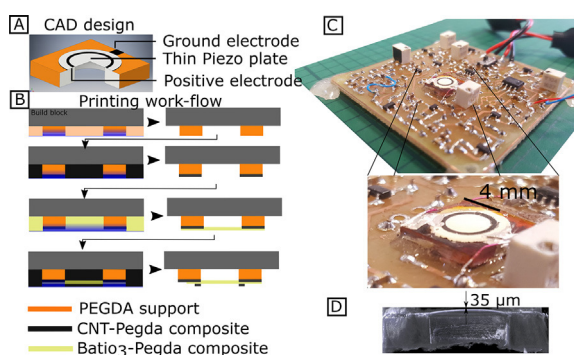 A
CAD design
Ground electrode
Thin Piezo plate
Positive electrode
B
Printing work-flow
Build block
PEGDA support
CNT-Pegda composite
Batio3-Pegda composite
C
4 mm
D
35 μm